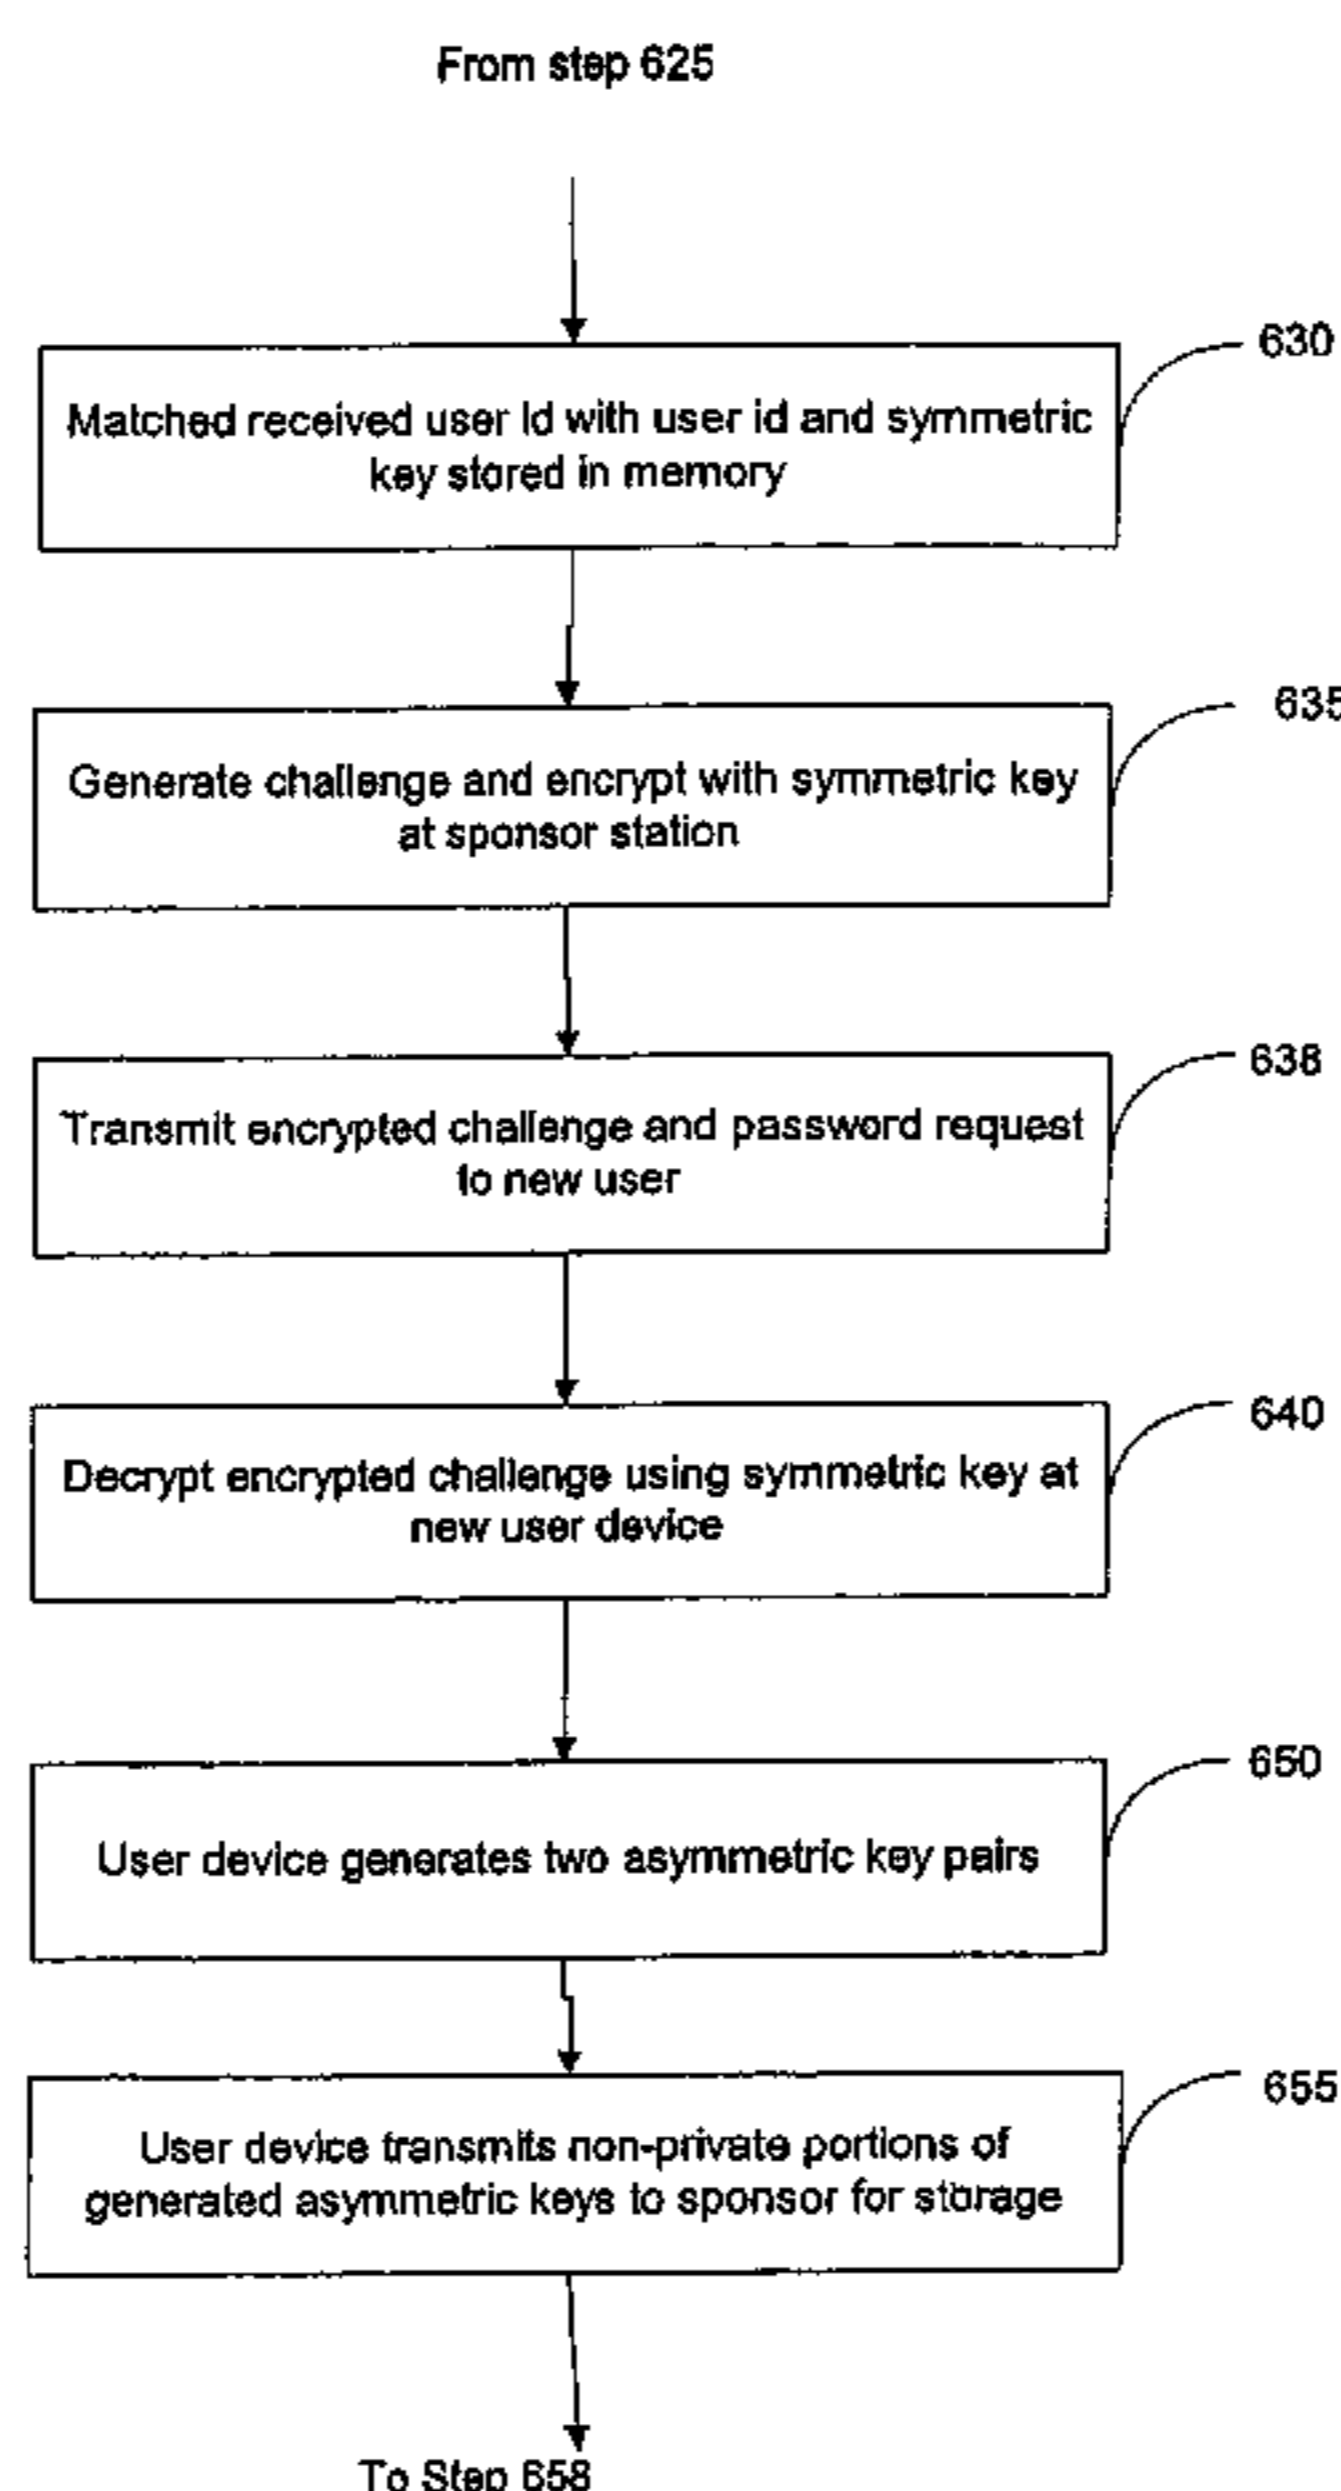 From step 625
630
Matched received user id with user id and symmetric
key stored in memory
635
Generate challenge and encrypt with symmetric key
at sponsor station
638
Transmit encrypted challenge and password request
to new user
640
Decrypt encrypted challenge using symmetric key at
new user device
650
User device generates two asymmetric key pairs
655
User device transmits non-private portions of
generated asymmetric keys to sponsor for storage
To Step 658